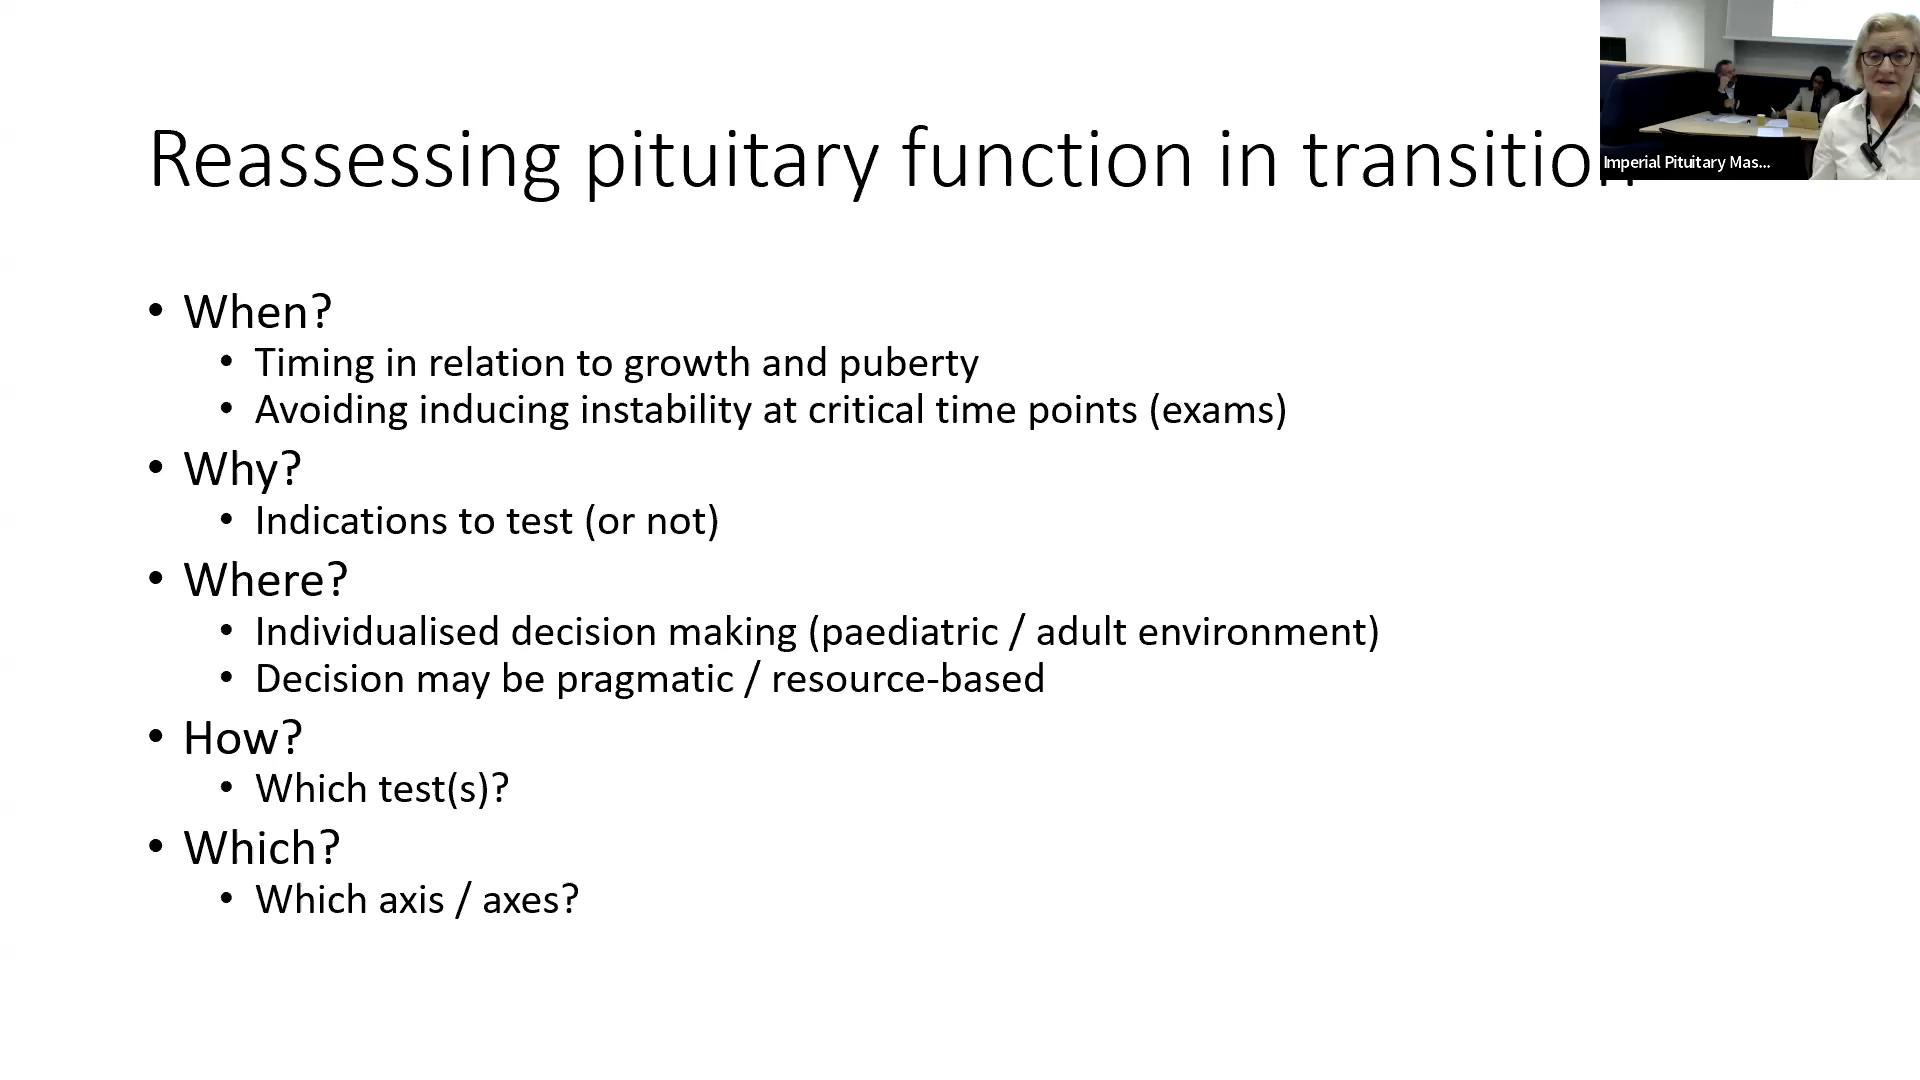 Reassessing pituitary function in transition
Imperial Pituitary Mas...
• When?
• Timing in relation to growth and puberty
• Avoiding inducing instability at critical time points (exams)
• Why?
• Indications to test (or not)
• Where?
• Individualised decision making (paediatric / adult environment)
• Decision may be pragmatic / resource-based
• How?
• Which test(s)?
• Which?
• Which axis / axes?